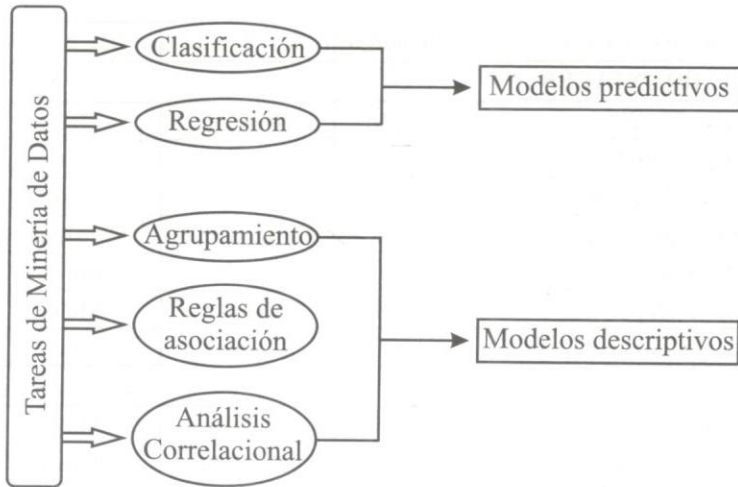 Tareas de Minería de Datos
Clasificación
Regresión
Modelos predictivos
Agrupamiento
Reglas de
asociación
Análisis
Correlacional
Modelos descriptivos